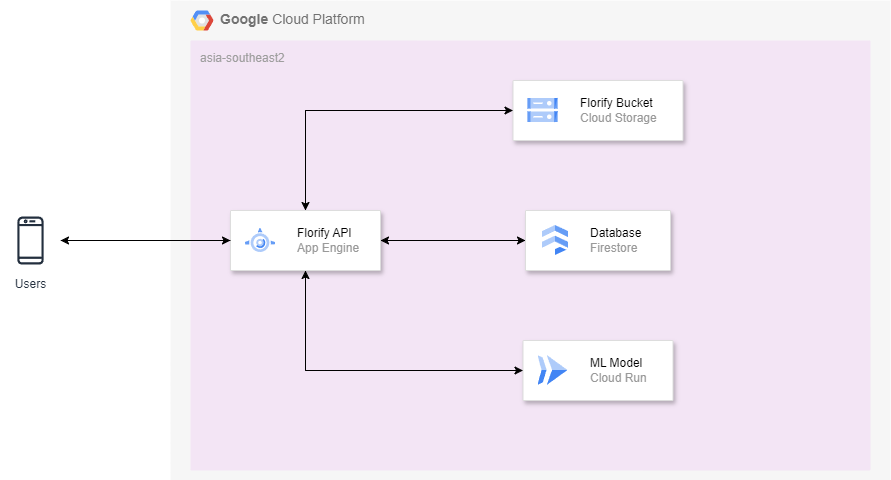 Google Cloud Platform
asia-southeast2
Florify Bucket
Cloud Storage
Florify API
App Engine
Database
Firestore
Users
ML Model
Cloud Run